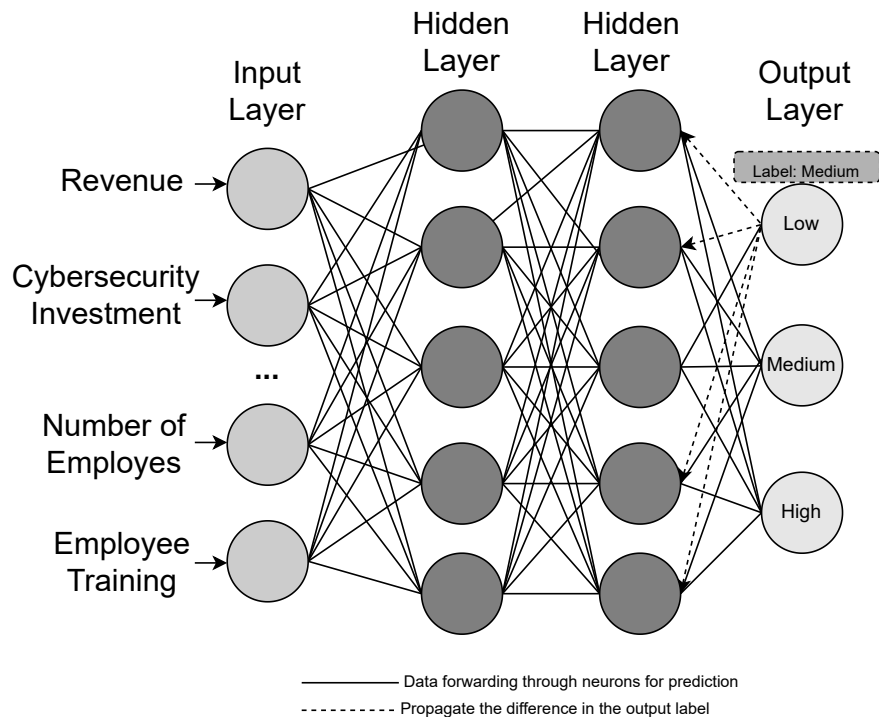 Input
Layer
Hidden
Layer
Hidden
Layer
Output
Layer
Revenue
Cybersecurity
Investment
...
Number of
Employes
Employee
Training
Label: Medium
Low
Medium
High
Data forwarding through neurons for prediction
Propagate the difference in the output label